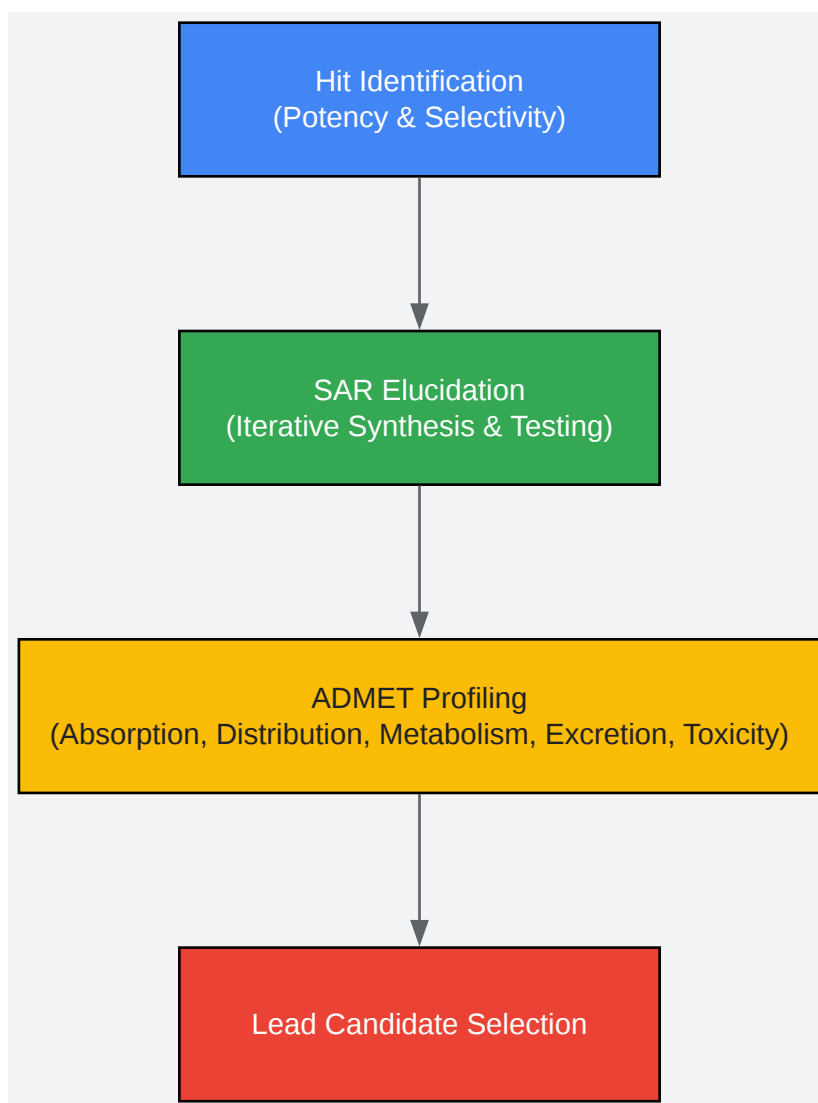 Hit Identification
(Potency & Selectivity)
SAR Elucidation
(Iterative Synthesis & Testing)
ADMET Profiling
(Absorption, Distribution, Metabolism, Excretion, Toxicity)
Lead Candidate Selection